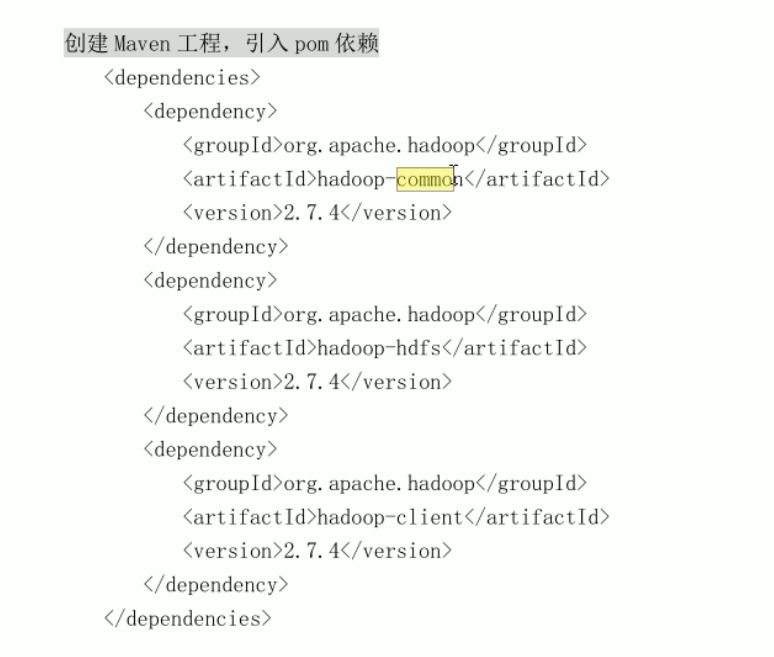 创建 Maven 工程，引入 pom 依赖
<dependencies>
<dependency>
<groupId>org.apache.hadoop</groupId>
<artifactId>hadoop-common</artifactId>
<version>2.7.4</version>
</dependency>
<dependency>
<groupId>org.apache.hadoop</groupId>
<artifactId>hadoop-hdfs</artifactId>
<version>2.7.4</version>
</dependency>
<dependency>
<groupId>org.apache.hadoop</groupId>
<artifactId>hadoop-client</artifactId>
<version>2.7.4</version>
</dependency>
</dependencies>